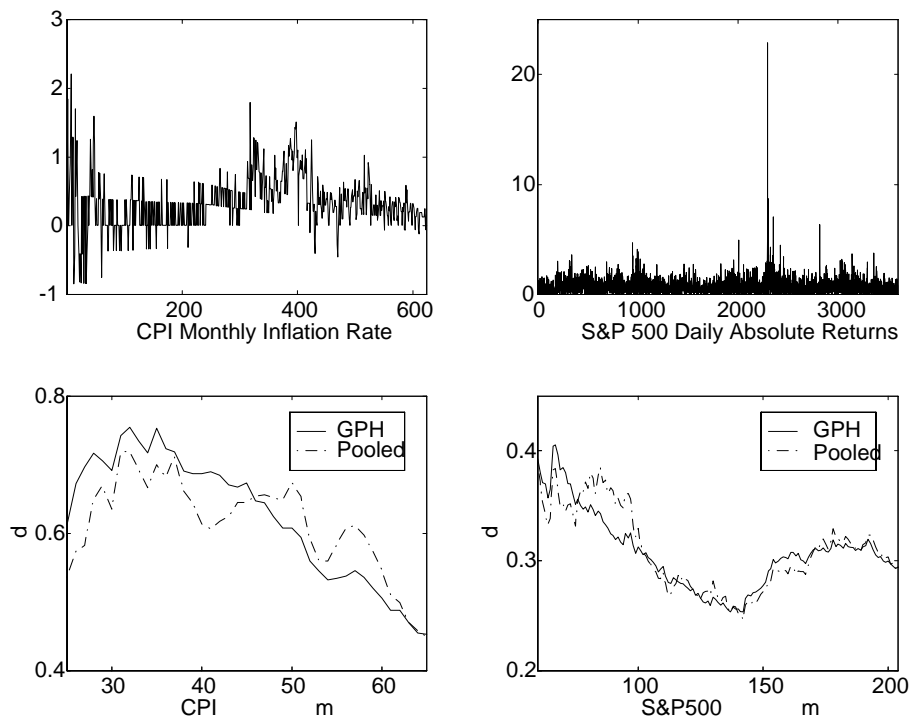 3
2
1
0
-1
200 400 600
CPI Monthly Inflation Rate
20
10
0
0 1000 2000 3000
S&P 500 Daily Absolute Returns
0.8
0.6
0.4
d
GPH
Pooled
30 40 50 60
CPI m
0.4
0.3
0.2
d
GPH
Pooled
100 150 200
S&P500 m